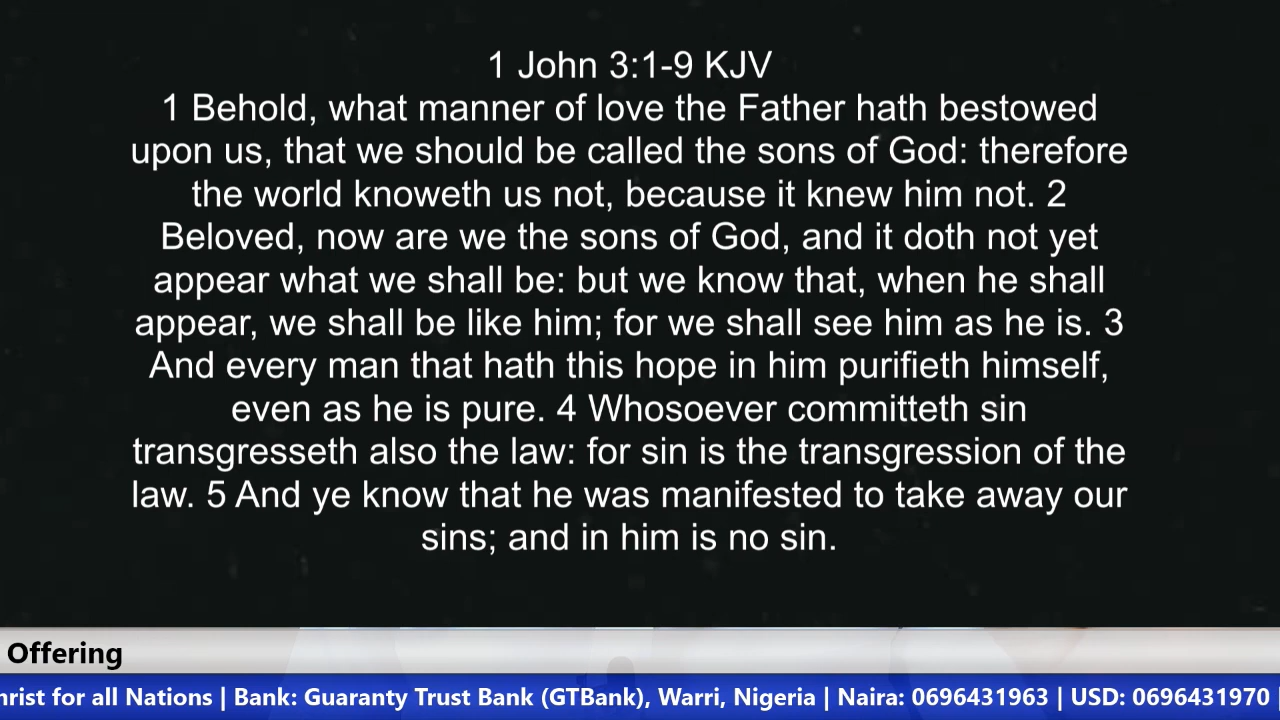 1 John 3:1-9 KJV
1 Behold, what manner of love the Father hath bestowed
upon us, that we should be called the sons of God: therefore
the world knoweth us not, because it knew him not. 2
Beloved, now are we the sons of God, and it doth not yet
appear what we shall be: but we know that, when he shall
appear, we shall be like him; for we shall see him as he is. 3
And every man that hath this hope in him purifieth himself,
even as he is pure. 4 Whosoever committeth sin
transgresseth also the law: for sin is the transgression of the
law. 5 And ye know that he was manifested to take away our
sins; and in him is no sin.
Offering
hrist for all Nations | Bank: Guaranty Trust Bank (GTBank), Warri, Nigeria | Naira: 0696431963 | USD: 0696431970 |